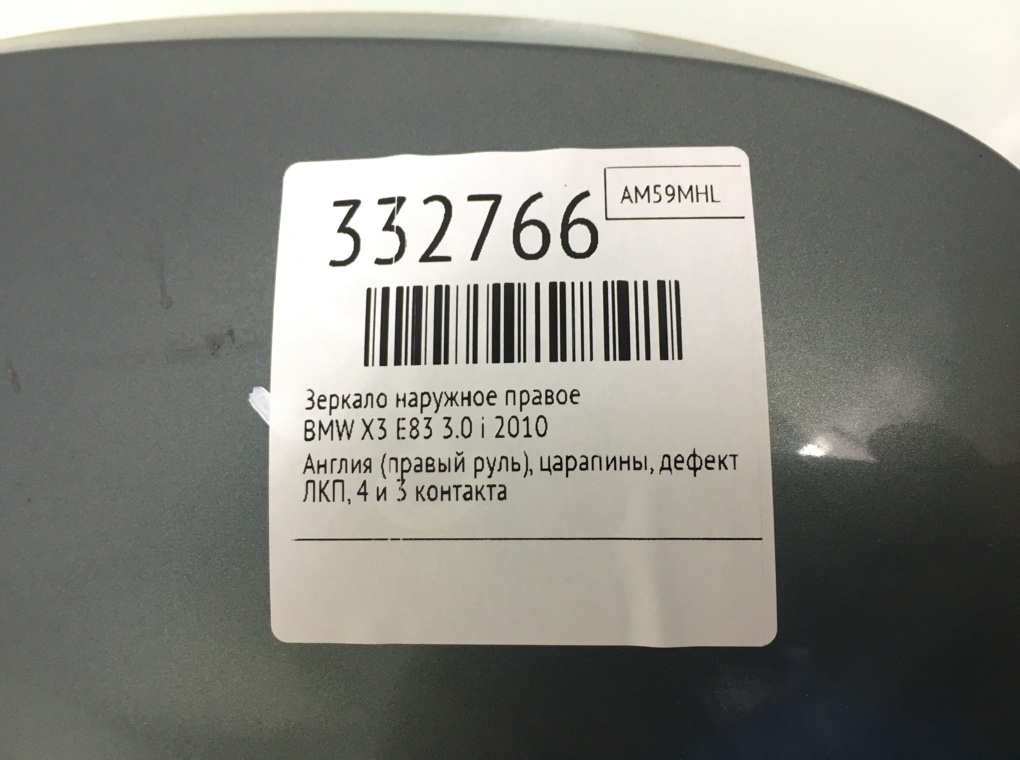 332766
AM59MHL
Зеркало наружное правое
BMW X3 E83 3.0 i 2010
Англия (правый руль), царапины, дефект
ЛКП, 4 и 3 контакта